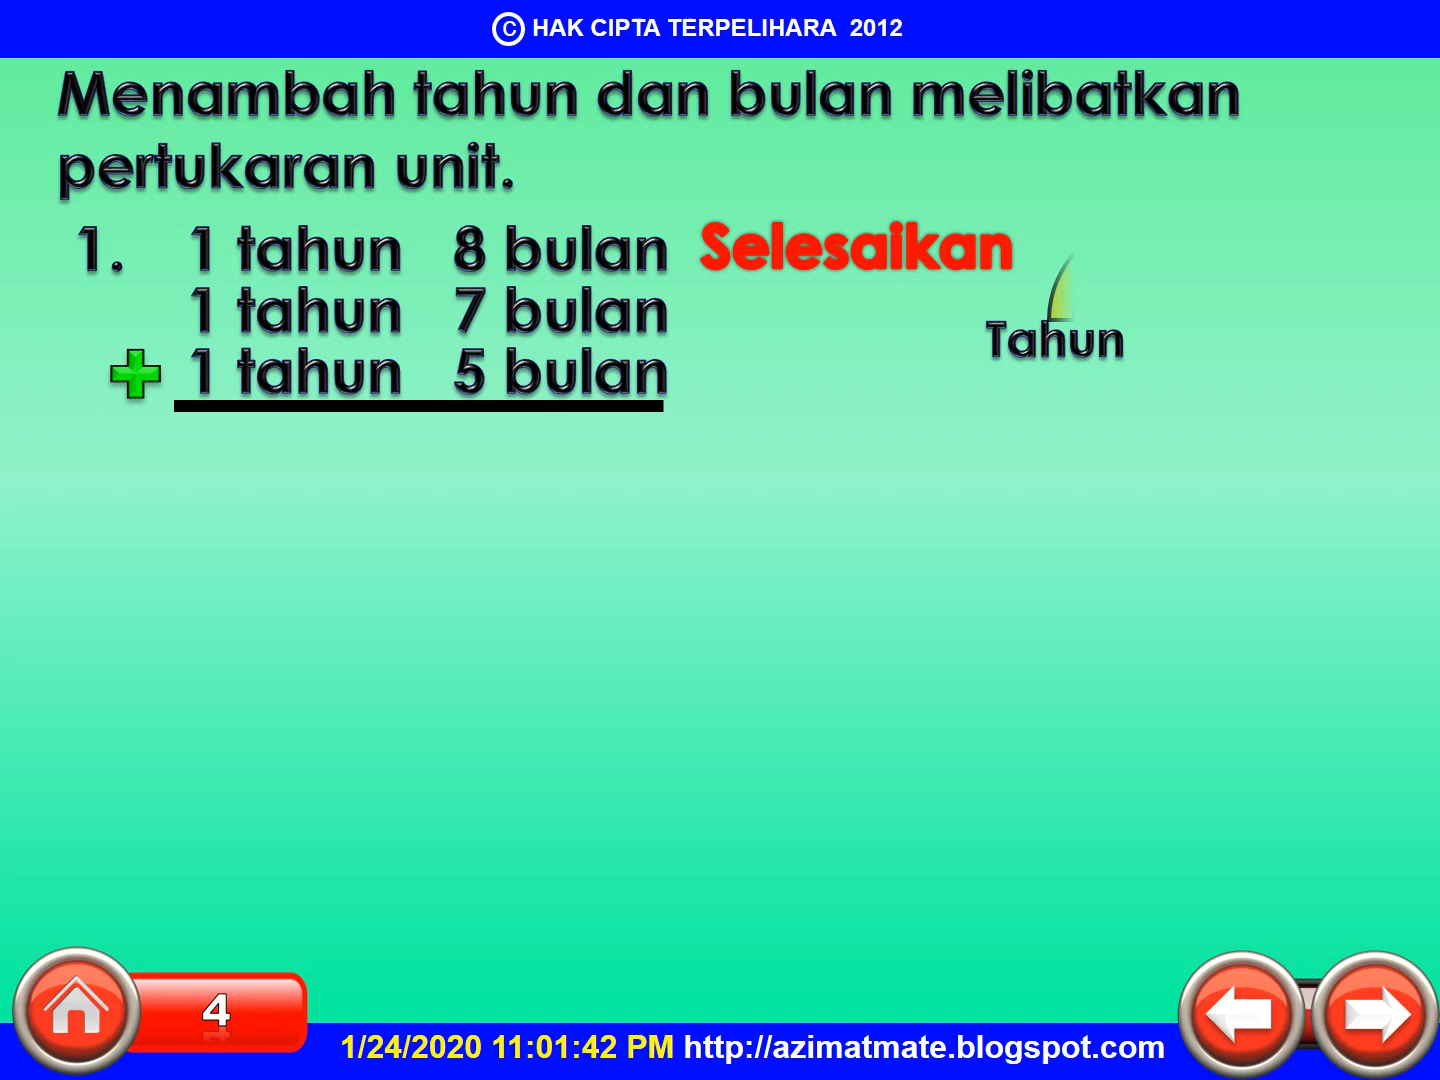 © HAK CIPTA TERPELIHARA 2012
Menambah tahun dan bulan melibatkan
pertukaran unit.
1. 1 tahun 8 bulan Selesaikan
1 tahun 7 bulan
Tahun
+ 1 tahun 5 bulan
4
1/24/2020 11:01:42 PM http://azimatmate.blogspot.com